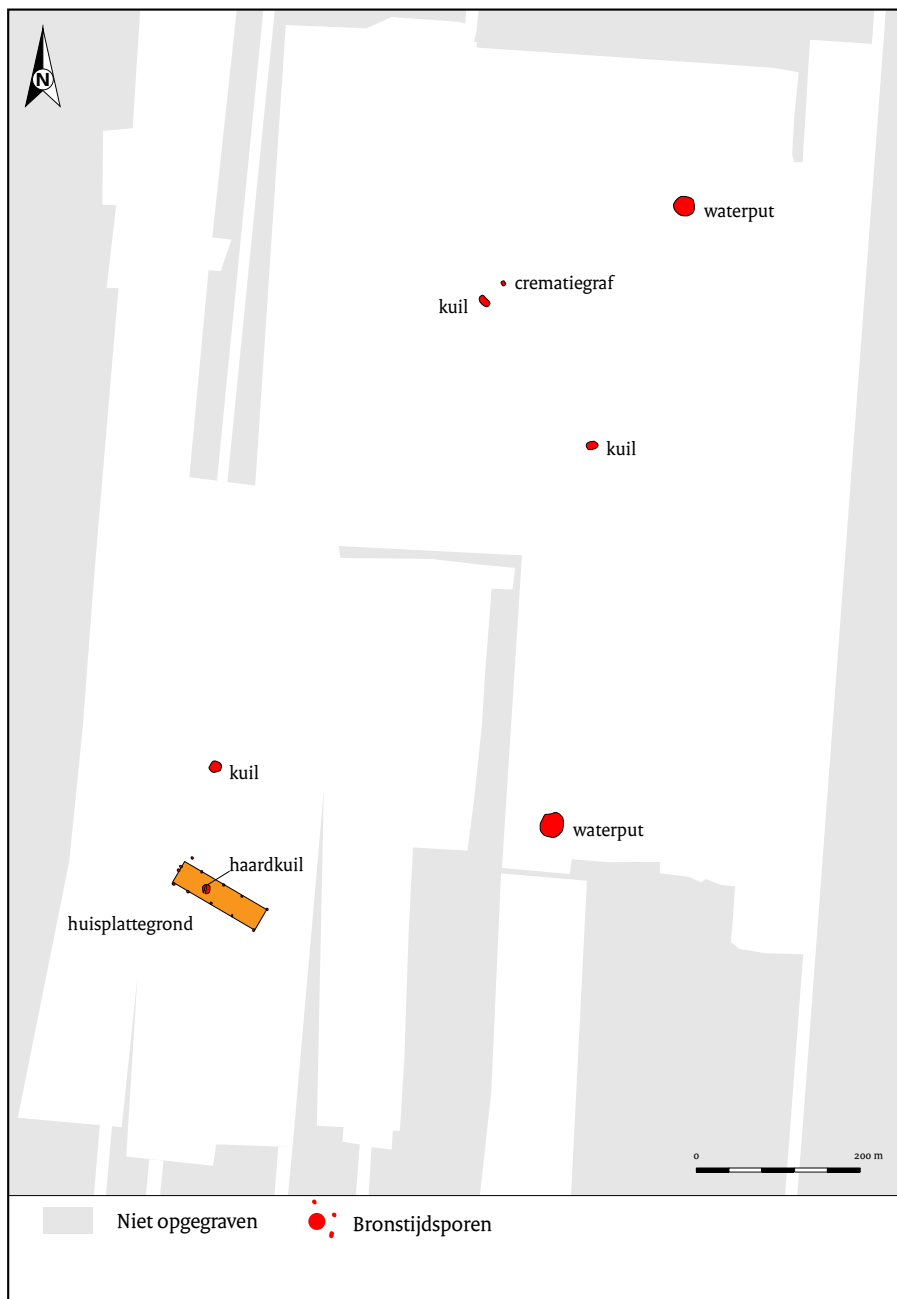 N
waterput
crematiegraf
kuil
kuil
kuil
waterput
haardkuil
huisplattegrond
0 200 m
Niet opgegraven
Bronstijdsporen